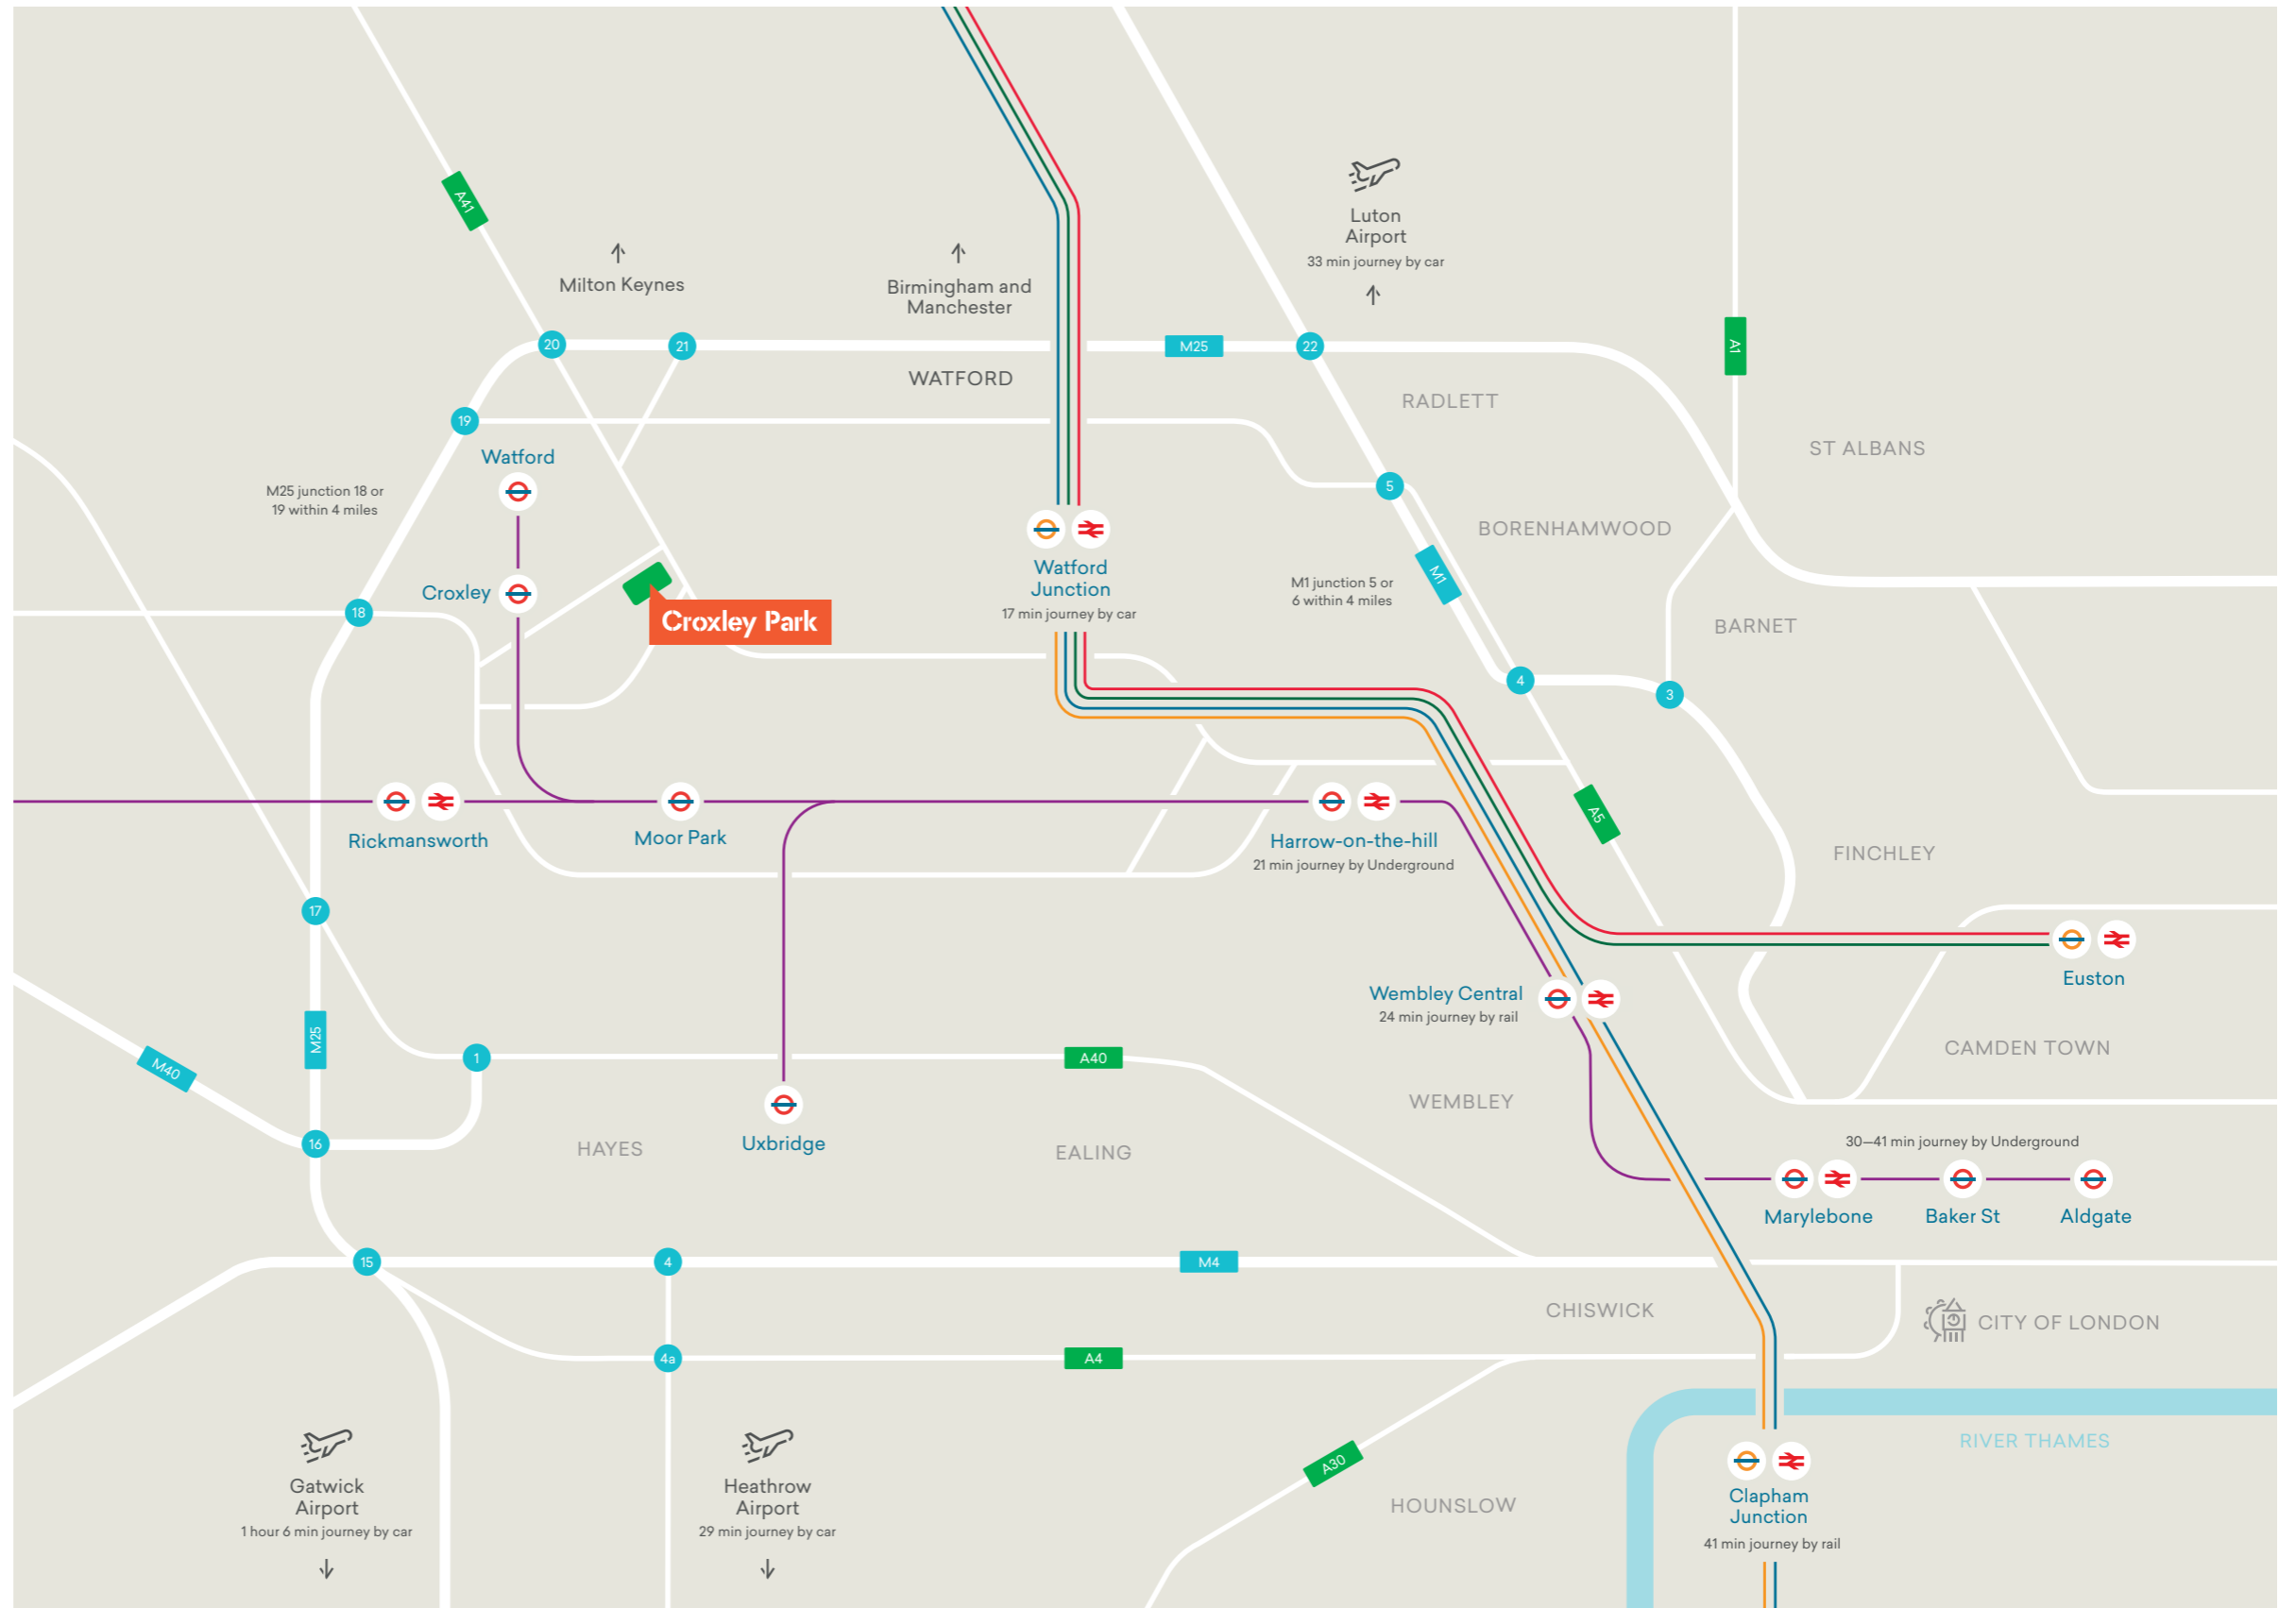 A41
Luton
Airport
33 min journey by car
Milton Keynes
Birmingham and
Manchester
20
21
M25
22
A1
WATFORD
RADLETT
19
ST ALBANS
Watford
M25 junction 18 or
19 within 4 miles
5
BORENHAMWOOD
Watford
Junction
17 min journey by car
M1
M1 junction 5 or
6 within 4 miles
Croxley
18
Croxley Park
BARNET
4
3
A5
Rickmansworth
Moor Park
Harrow-on-the-hill
21 min journey by Underground
FINCHLEY
17
Euston
Wembley Central
24 min journey by rail
M25
M40
1
A40
CAMDEN TOWN
WEMBLEY
16
HAYES
Uxbridge
EALING
30–41 min journey by Underground
Marylebone
Baker St
Aldgate
15
4
M4
CHISWICK
CITY OF LONDON
4a
A4
RIVER THAMES
A30
Gatwick
Airport
1 hour 6 min journey by car
Heathrow
Airport
29 min journey by car
HOUNSLOW
Clapham
Junction
41 min journey by rail